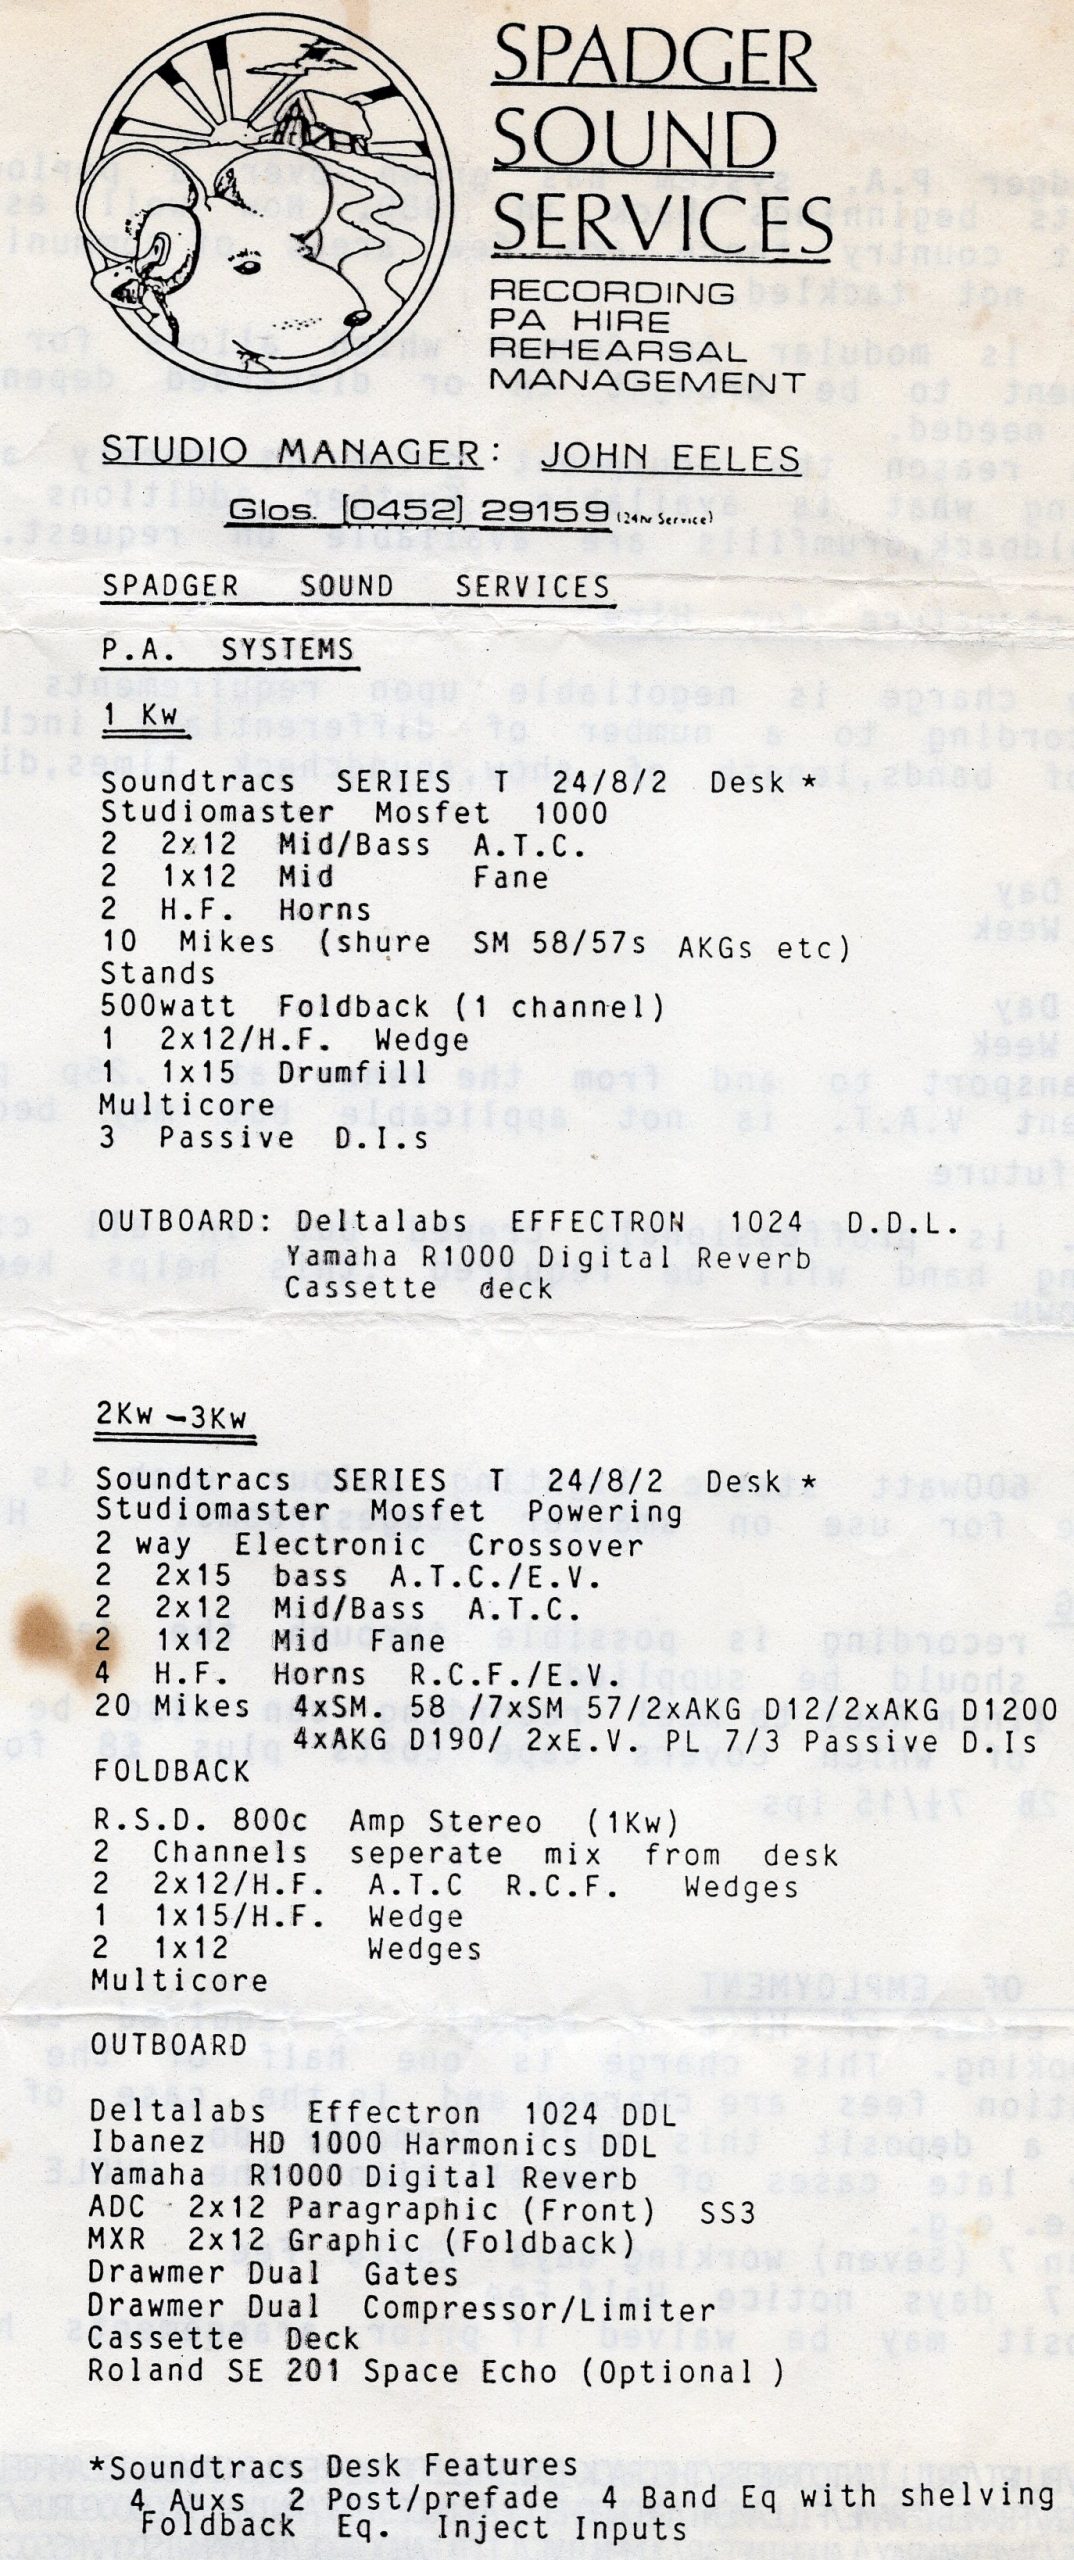 SPADGER
SOUND
SERVICES
RECORDING
PA HIRE
REHEARSAL
MANAGEMENT
STUDIO MANAGER: JOHN EELES
Glos. [0452] 29159 (24hr Service)
SPADGER SOUND SERVICES
P.A. SYSTEMS
1 Kw
Soundtracs SERIES T 24/8/2 Desk *
Studiomaster Mosfet 1000
2 2x12 Mid/Bass A.T.C.
2 1x12 Mid Fane
2 H.F. Horns
10 Mikes (shure SM 58/57s AKGs etc)
Stands
500watt Foldback (1 channel)
1 2x12/H.F. Wedge
1 1x15 Drumfill
Multicore
3 Passive D.I.s
OUTBOARD: Deltalabs EFFECTRON 1024 D.D.L.
Yamaha R1000 Digital Reverb
Cassette deck
2Kw - 3Kw
Soundtracs SERIES T 24/8/2 Desk *
Studiomaster Mosfet Powering
2 way Electronic Crossover
2 2x15 bass A.T.C./E.V.
2 2x12 Mid/Bass A.T.C.
2 1x12 Mid Fane
4 H.F. Horns R.C.F./E.V.
20 Mikes 4xSM. 58 /7xSM 57/2xAKG D12/2xAKG D1200
4xAKG D190/ 2xE.V. PL 7/3 Passive D.Is
FOLDBACK
R.S.D. 800c Amp Stereo (1Kw)
2 Channels seperate mix from desk
2 2x12/H.F. A.T.C R.C.F. Wedges
1 1x15/H.F. Wedge
2 1x12 Wedges
Multicore
OUTBOARD
Deltalabs Effectron 1024 DDL
Ibanez HD 1000 Harmonics DDL
Yamaha R1000 Digital Reverb
ADC 2x12 Paragraphic (Front) SS3
MXR 2x12 Graphic (Foldback)
Drawmer Dual Gates
Drawmer Dual Compressor/Limiter
Cassette Deck
Roland SE 201 Space Echo (Optional )
*Soundtracs Desk Features
4 Auxs 2 Post/prefade 4 Band Eq with shelving
Foldback Eq. Inject Inputs